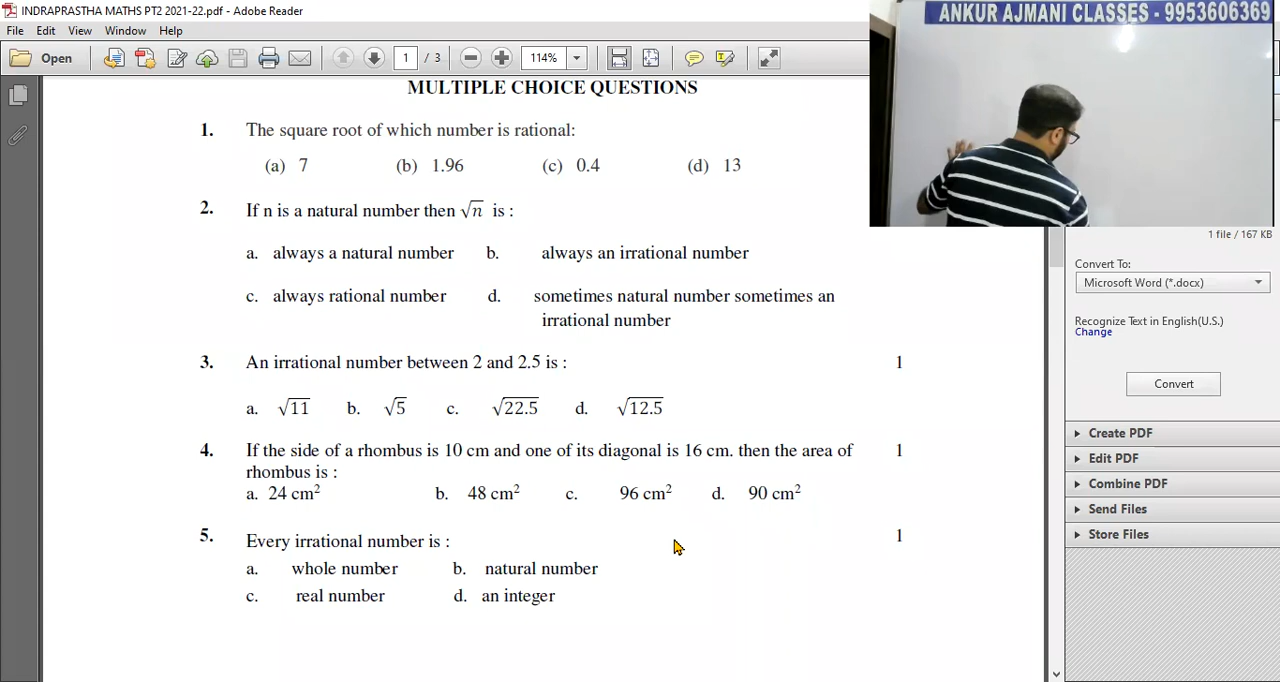 INDRAPRASTHA MATHS PT2 2021-22.pdf - Adobe Reader
File Edit View Window Help
Open 1 / 3 114%
ANKUR AJMANI CLASSES - 9953606369
MULTIPLE CHOICE QUESTIONS
1. The square root of which number is rational:
(a) 7 (b) 1.96 (c) 0.4 (d) 13
2. If n is a natural number then √n is :
a. always a natural number b. always an irrational number
c. always rational number d. sometimes natural number sometimes an
irrational number
3. An irrational number between 2 and 2.5 is : 1
a. √11 b. √5 c. √22.5 d. √12.5
4. If the side of a rhombus is 10 cm and one of its diagonal is 16 cm. then the area of 1
rhombus is :
a. 24 cm² b. 48 cm² c. 96 cm² d. 90 cm²
5. Every irrational number is : 1
a. whole number b. natural number
c. real number d. an integer
1 file / 167 KB
Convert To:
Microsoft Word (*.docx)
Recognize Text in English(U.S.)
Change
Convert
Create PDF
Edit PDF
Combine PDF
Send Files
Store Files